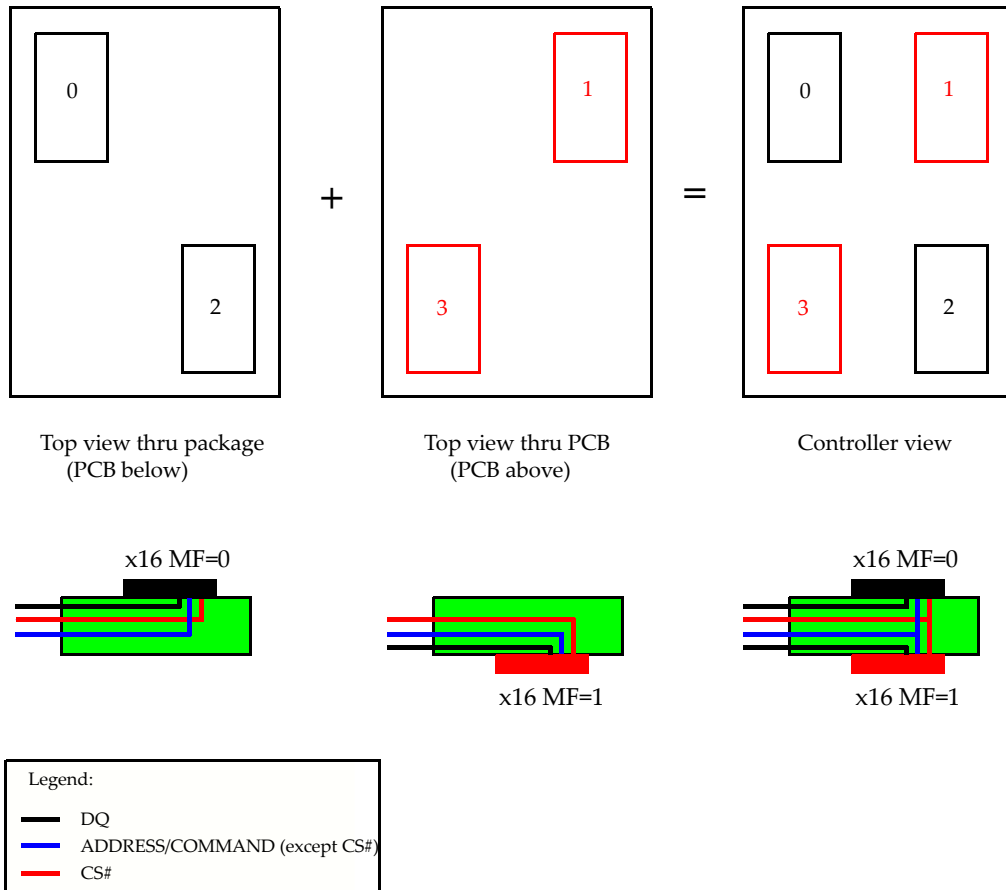 0
1
0
1
+
=
2
3
3
2
Top view thru package
(PCB below)
Top view thru PCB
(PCB above)
Controller view
x16 MF=0
x16 MF=0
x16 MF=1
x16 MF=1
Legend:
DQ
ADDRESS/COMMAND (except CS#)
CS#